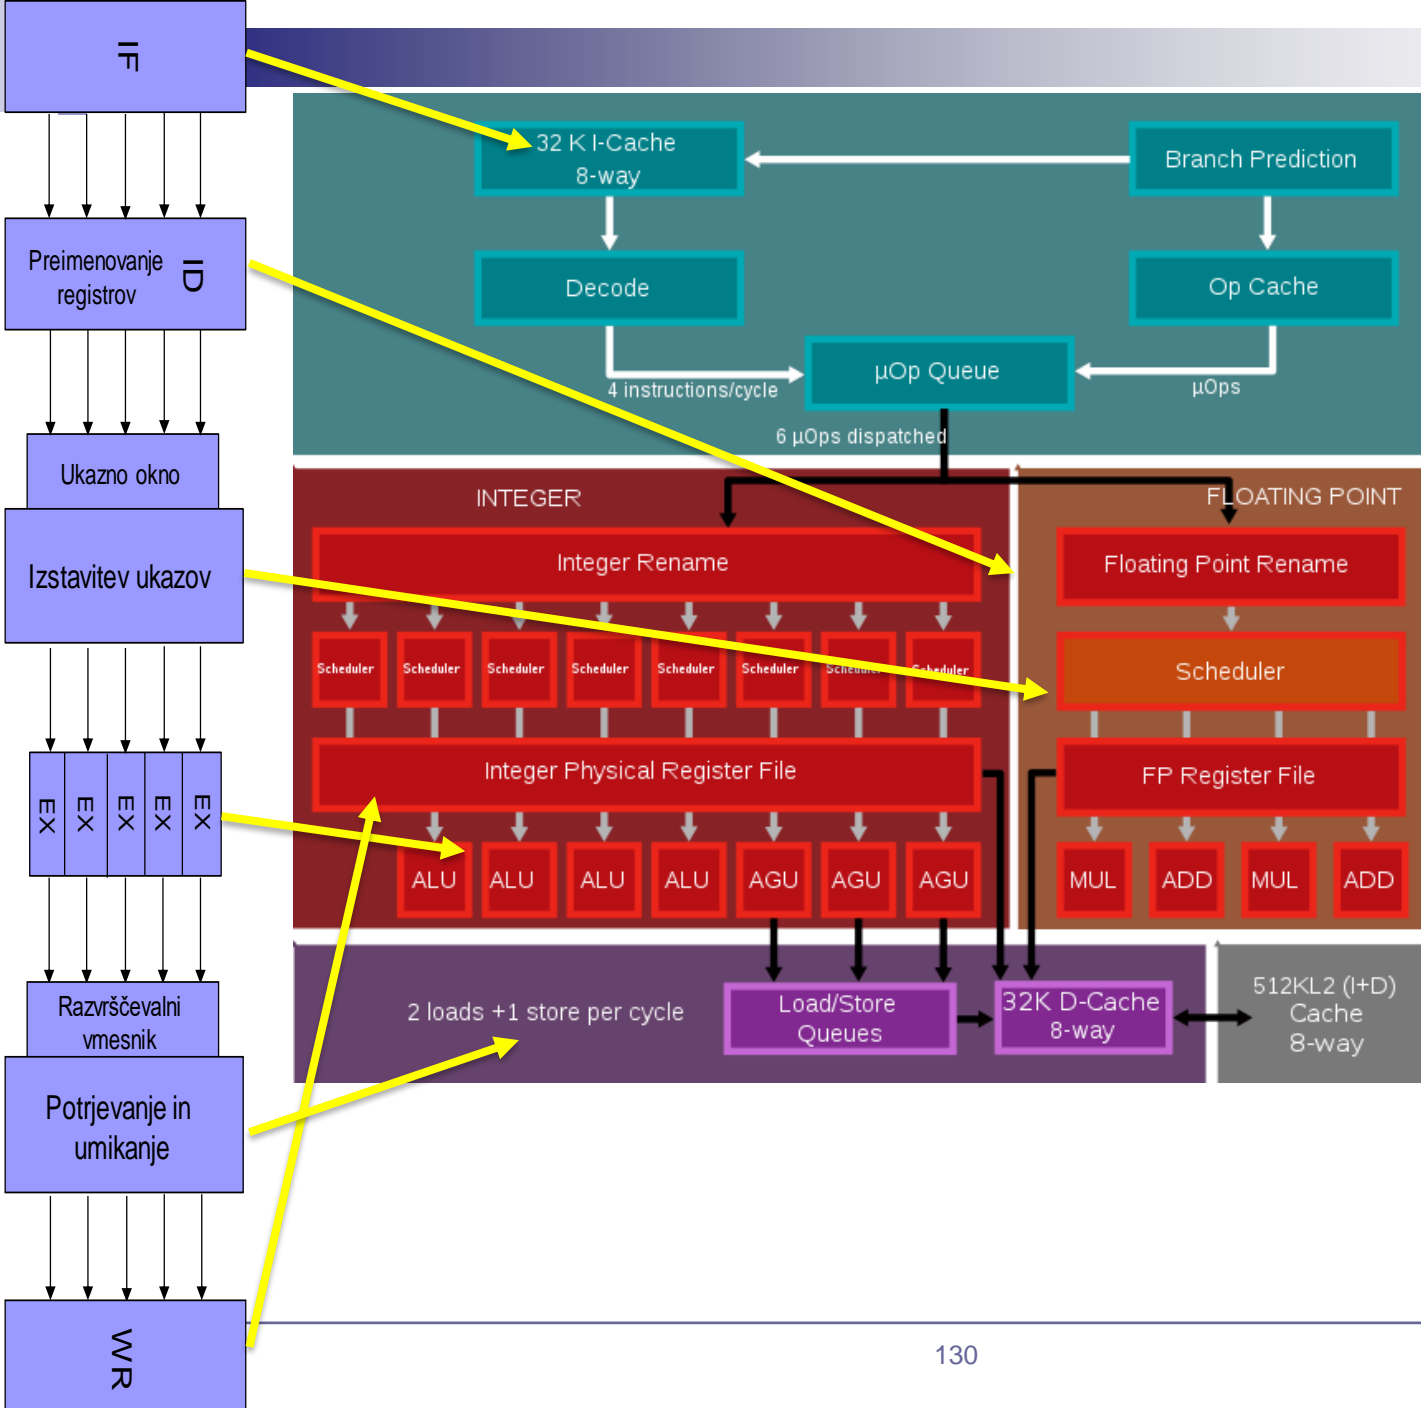 IF
Preimenovanje
registrov
ID
Ukazno okno
Izstavitev ukazov
EX
EX
EX
EX
EX
Razvrščevalni
vmesnik
Potrjevanje in
umikanje
WR
32 K I-Cache
8-way
Branch Prediction
Decode
Op Cache
µOp Queue
4 instructions/cycle
µOps
6 µOps dispatched
INTEGER
Integer Rename
Scheduler
Scheduler
Scheduler
Scheduler
Scheduler
Scheduler
Scheduler
Scheduler
Integer Physical Register File
ALU
ALU
ALU
ALU
AGU
AGU
AGU
FLOATING POINT
Floating Point Rename
Scheduler
FP Register File
MUL
ADD
MUL
ADD
2 loads +1 store per cycle
Load/Store
Queues
32K D-Cache
8-way
512KL2 (I+D)
Cache
8-way
130